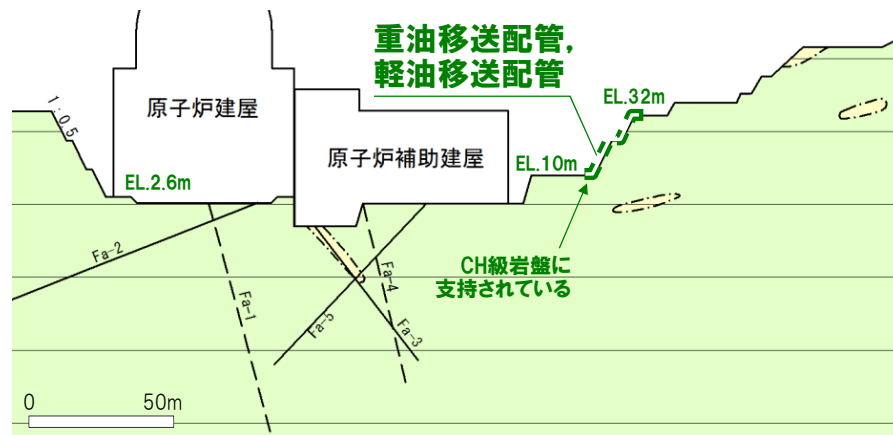 重油移送配管,
軽油移送配管
EL.32m
1:0.5
原子炉建屋
原子炉補助建屋
EL.10m
EL.2.6m
Fa-2
CH級岩盤に
支持されている
Fa-1
Fa-4
Fa-5
Fa-3
0 50m